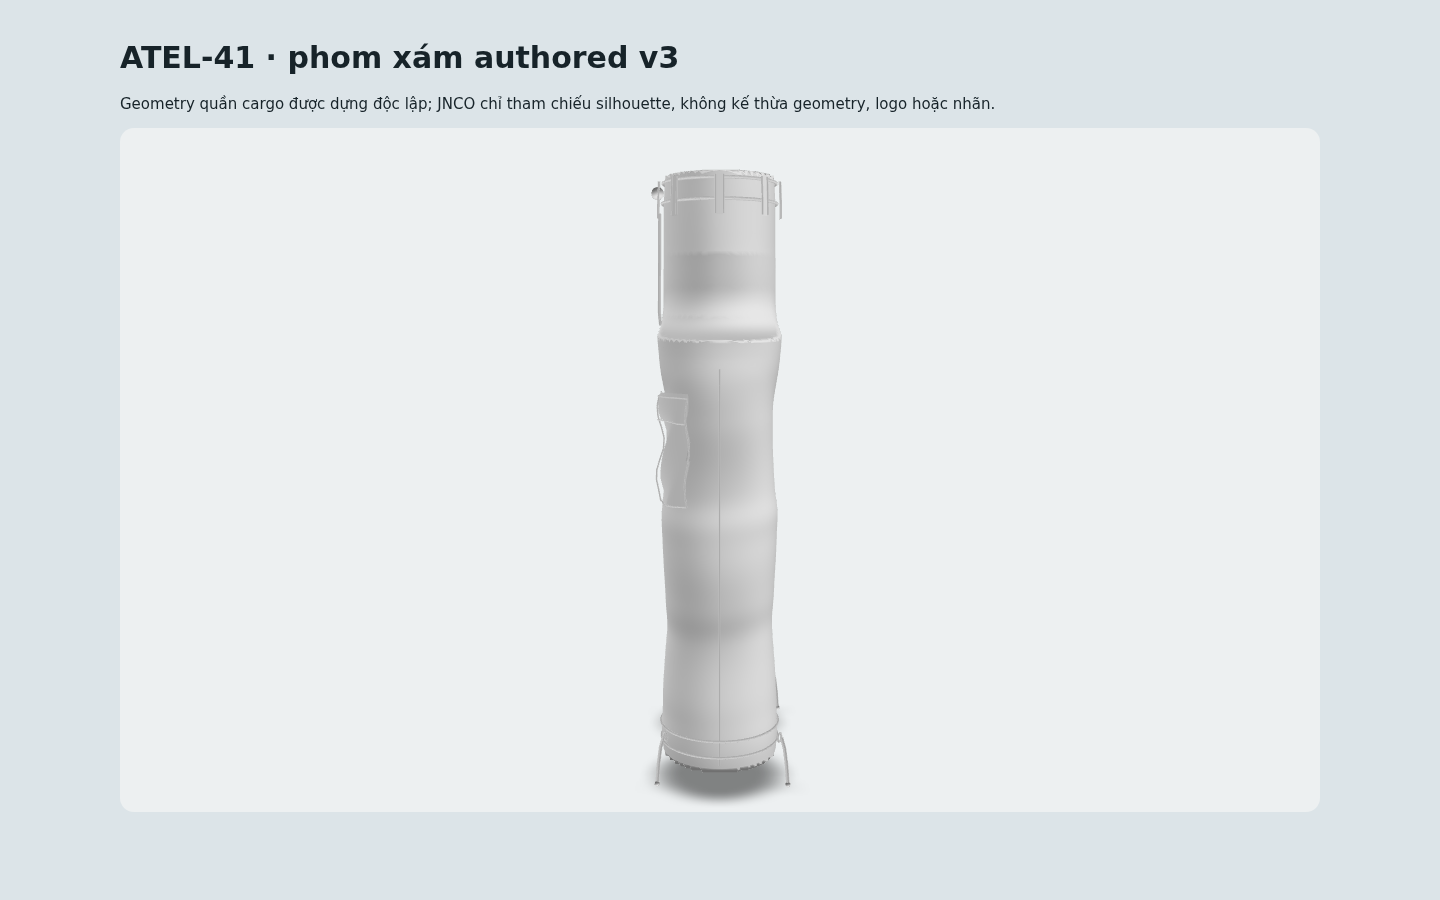 ATEL-41 · phom xám authored v3
Geometry quần cargo được dựng độc lập; JNCO chỉ tham chiếu silhouette, không kế thừa geometry, logo hoặc nhãn.